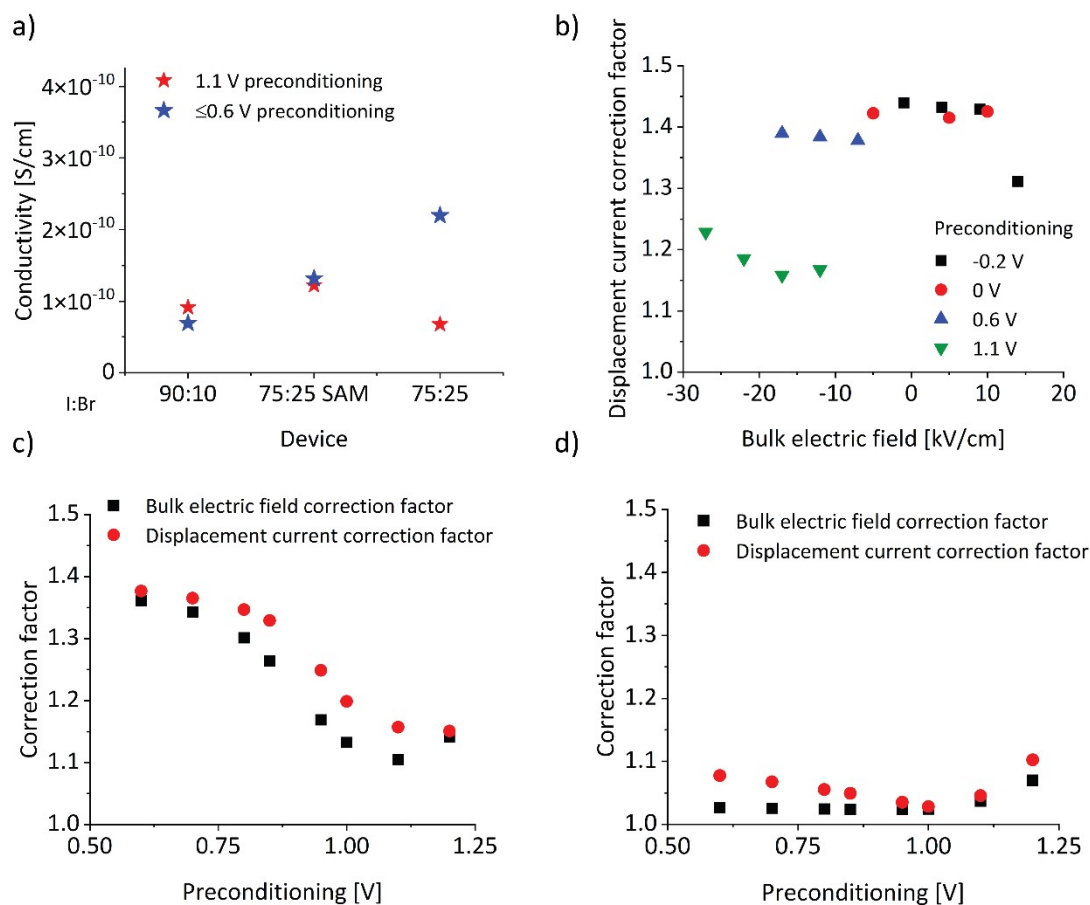 a)
Conductivity [S/cm]
4×10⁻¹⁰
3×10⁻¹⁰
2×10⁻¹⁰
1×10⁻¹⁰
0
1.1 V preconditioning
≤0.6 V preconditioning
I:Br
90:10
75:25 SAM
75:25
Device
b)
Displacement current correction factor
1.5
1.4
1.3
1.2
1.1
1.0
Preconditioning
-0.2 V
0 V
0.6 V
1.1 V
-30
-20
-10
0
10
20
Bulk electric field [kV/cm]
c)
Bulk electric field correction factor
Displacement current correction factor
Correction factor
1.5
1.4
1.3
1.2
1.1
1.0
0.50
0.75
1.00
1.25
Preconditioning [V]
d)
Bulk electric field correction factor
Displacement current correction factor
Correction factor
1.5
1.4
1.3
1.2
1.1
1.0
0.50
0.75
1.00
1.25
Preconditioning [V]